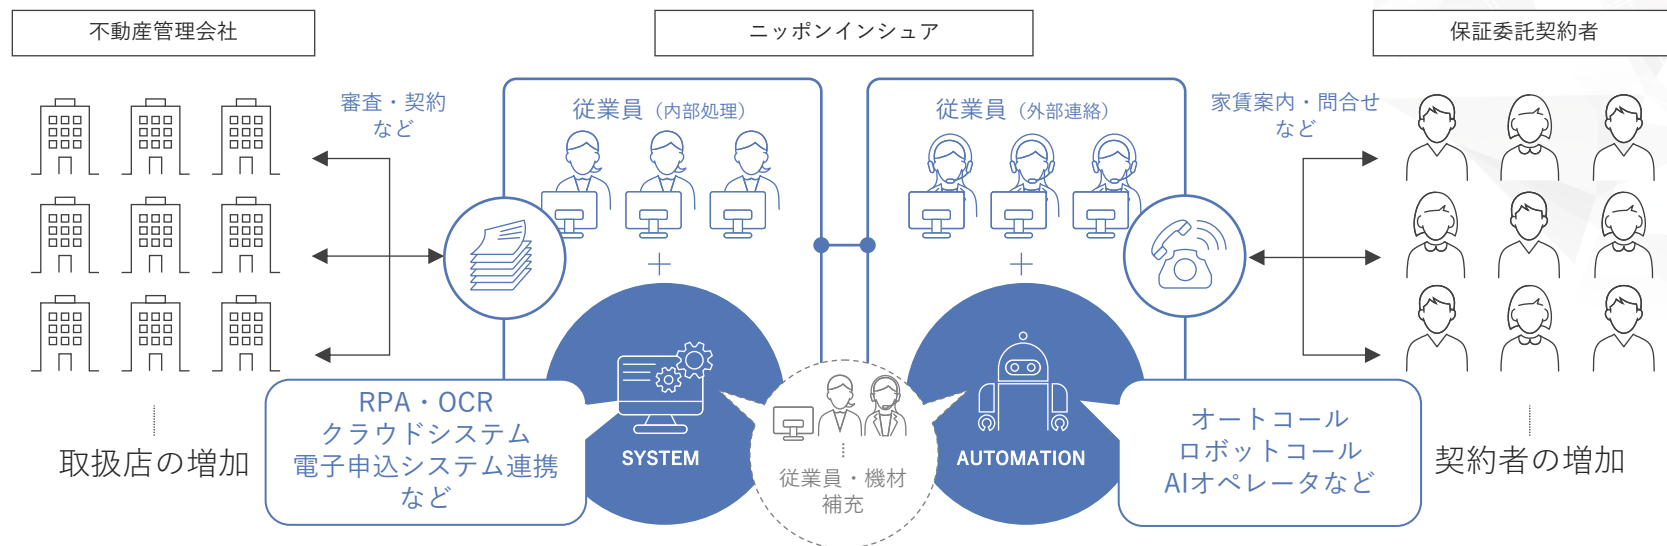 不動産管理会社
ニッポンインシュア
保証委託契約者
審査・契約
など
従業員（内部処理）
従業員（外部連絡）
家賃案内・問合せ
など
RPA・OCR
クラウドシステム
電子申込システム連携
など
SYSTEM
従業員・機材
補充
AUTOMATION
オートコール
ロボットコール
AIオペレータなど
取扱店の増加
契約者の増加